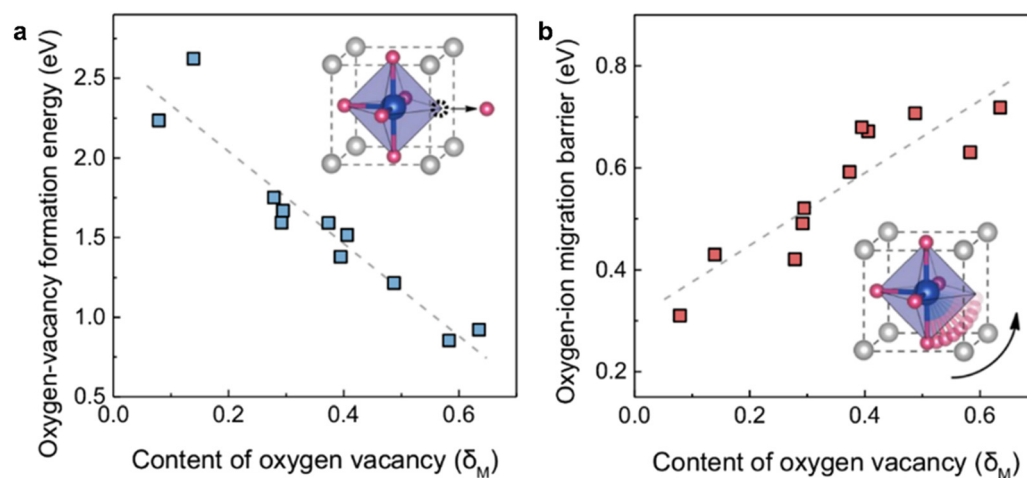 a
Oxygen-vacancy formation energy (eV)
2.5
2.0
1.5
1.0
0.5
0.0
0.2
0.4
0.6
Content of oxygen vacancy (δM)
b
Oxygen-ion migration barrier (eV)
0.8
0.6
0.4
0.2
0.0
0.2
0.4
0.6
Content of oxygen vacancy (δM)